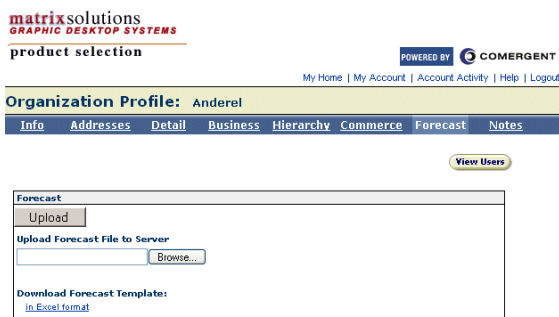 matrixsolutions
GRAPHIC DESKTOP SYSTEMS
product selection
POWERED BY COMERGENT
My Home | My Account | Account Activity | Help | Logout
Organization Profile: Anderel
Info Addresses Detail Business Hierarchy Commerce Forecast Notes
View Users
Forecast
Upload
Upload Forecast File to Server
Browse...
Download Forecast Template:
in Excel format